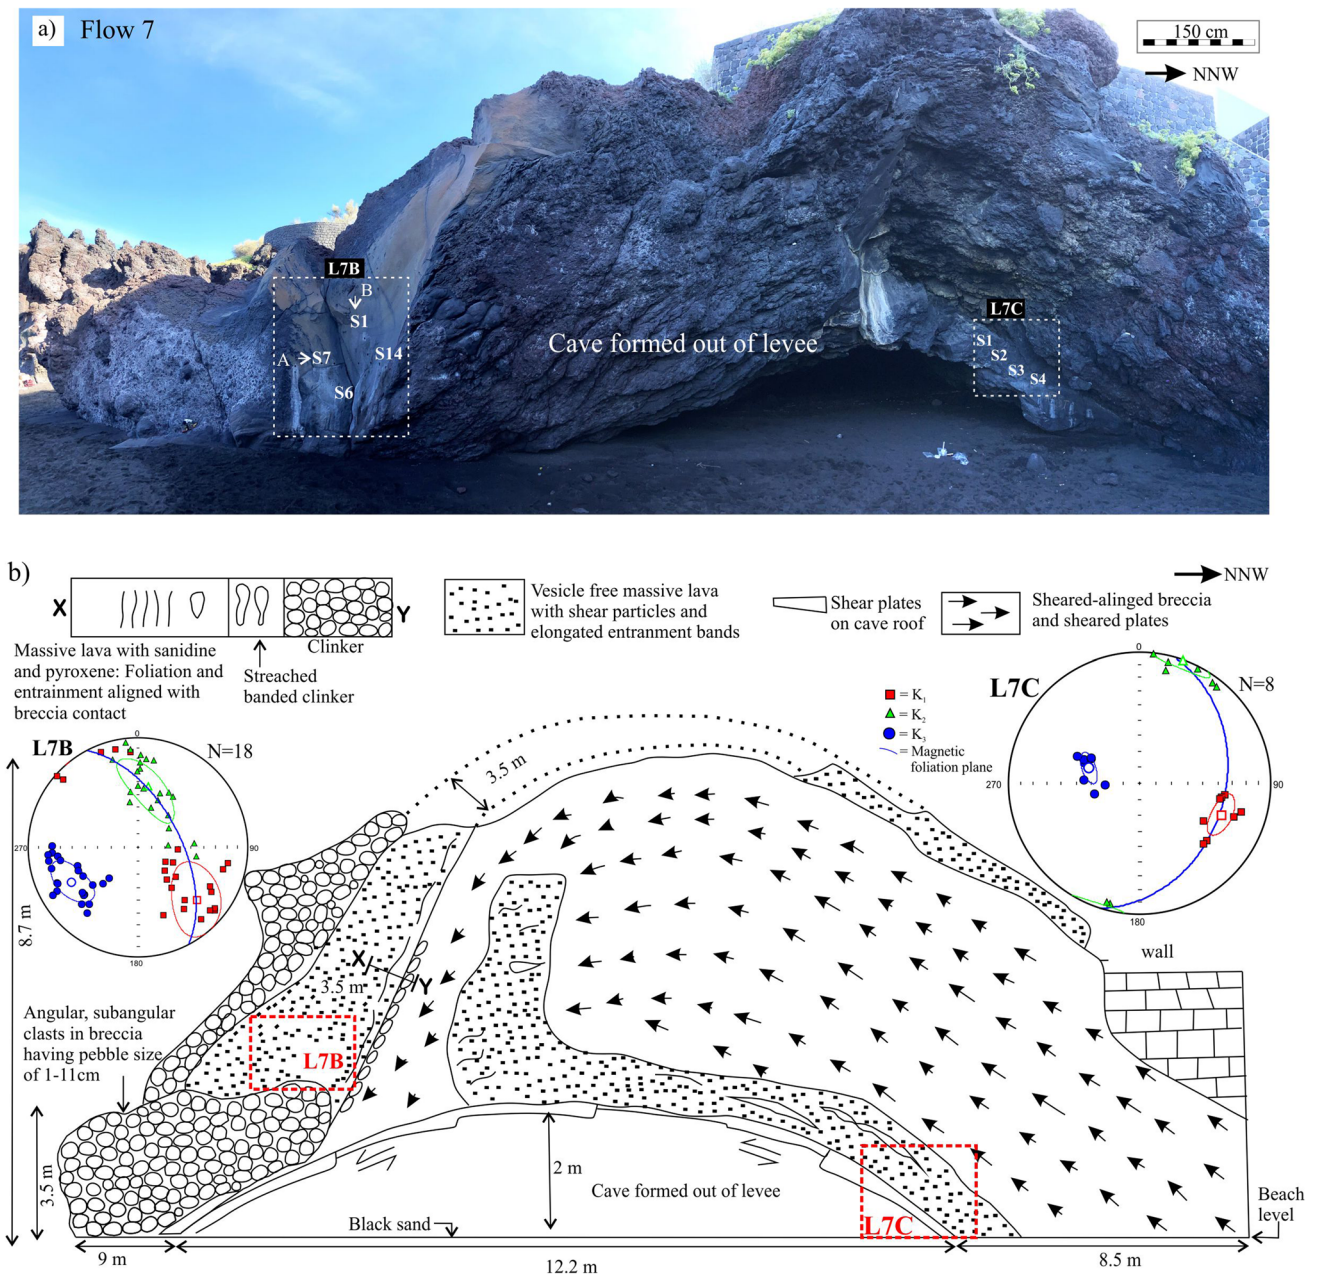 a) Flow 7
150 cm
NNW
L7B
B
S1
A
S7
S14
S6
Cave formed out of levee
L7C
S1
S2
S3
S4
b)
X
Y
Clinker
Massive lava with sanidine
and pyroxene: Foliation and
entrainment aligned with
breccia contact
Streached
banded clinker
Vesicle free massive lava
with shear particles and
elongated entranment bands
Shear plates
on cave roof
Sheared-alinged breccia
and sheared plates
NNW
L7B
N=18
0
90
180
270
L7C
N=8
0
90
180
270
= K1
= K2
= K3
= Magnetic
foliation plane
3.5 m
8.7 m
X
Y
3.5 m
L7B
wall
Angular, subangular
clasts in breccia
having pebble size
of 1-11cm
3.5 m
2 m
Cave formed out of levee
Black sand
L7C
Beach
level
9 m
12.2 m
8.5 m